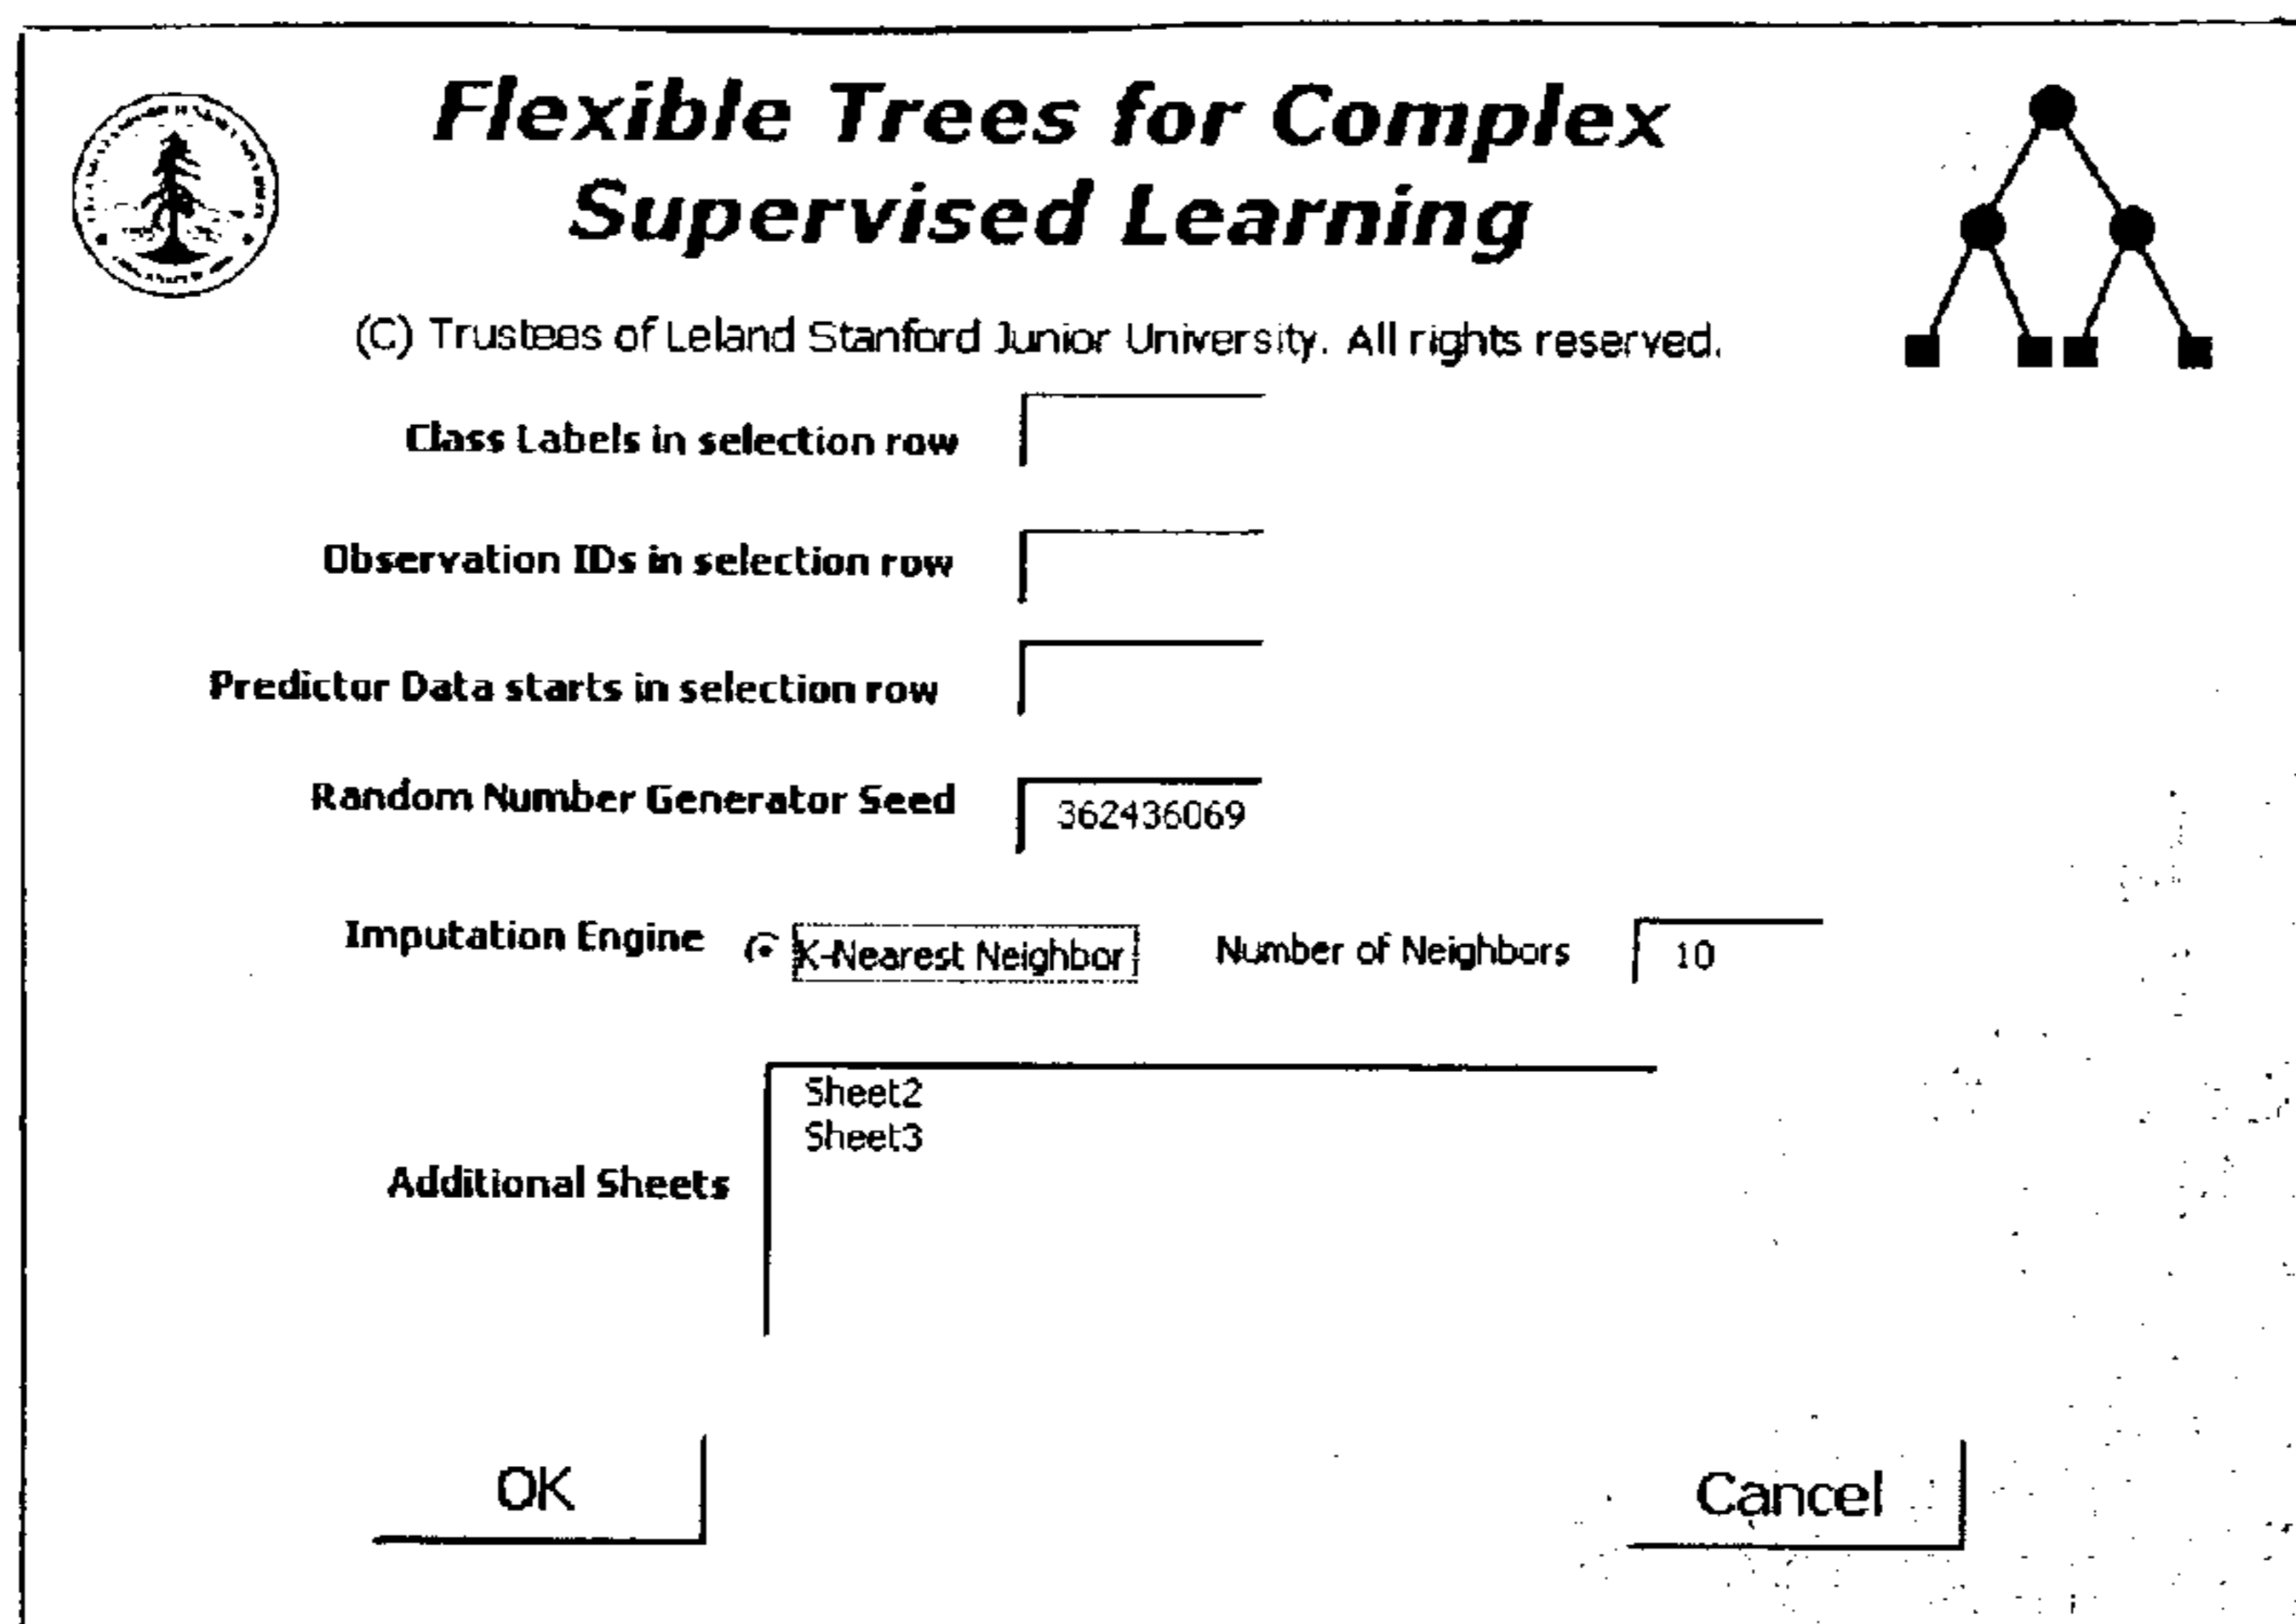 Flexible Trees for Complex
Supervised Learning
(C) Trustees of Leland Stanford Junior University. All rights reserved.
Class Labels in selection row
Observation IDs in selection row
Predictor Data starts in selection row
Random Number Generator Seed 362436069
Imputation Engine K-Nearest Neighbor Number of Neighbors 10
Additional Sheets
Sheet2
Sheet3
OK Cancel